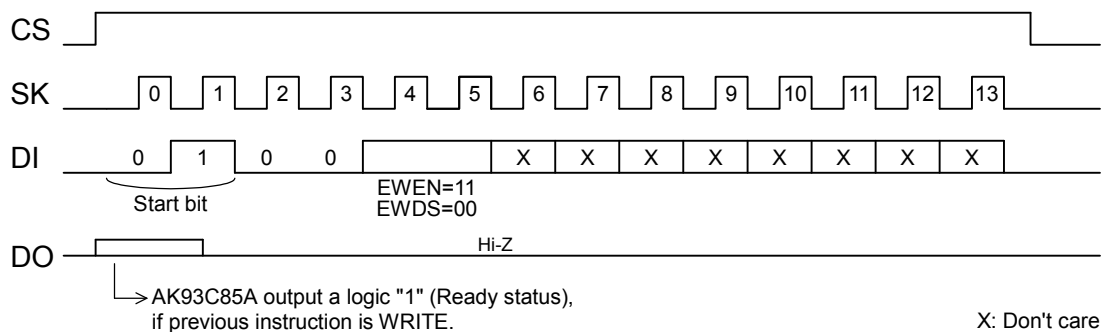 CS
SK 0 1 2 3 4 5 6 7 8 9 10 11 12 13
DI 0 1 0 0 X X X X X X X X
EWEN=11
EWDS=00
Start bit
DO Hi-Z
AK93C85A output a logic "1" (Ready status),
if previous instruction is WRITE.
X: Don't care